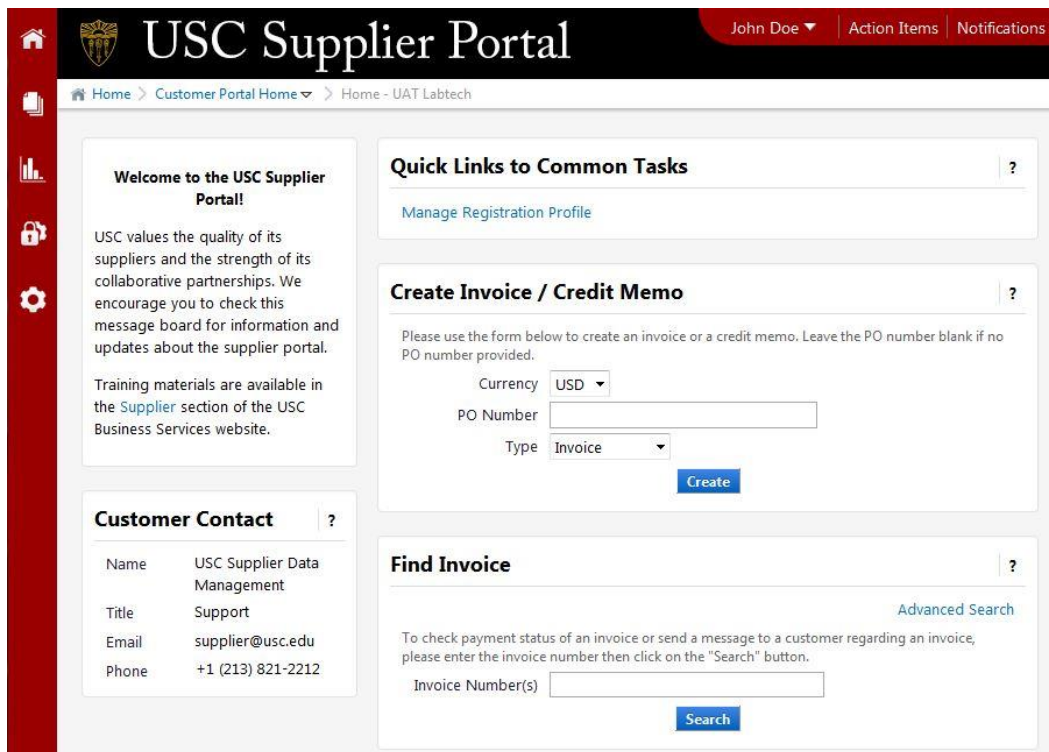 USC Supplier Portal
John Doe
Action Items
Notifications
Home
Customer Portal Home
Home - UAT Labtech
Welcome to the USC Supplier
Portal!
USC values the quality of its
suppliers and the strength of its
collaborative partnerships. We
encourage you to check this
message board for information and
updates about the supplier portal.
Training materials are available in
the Supplier section of the USC
Business Services website.
Customer Contact ?
Name USC Supplier Data
Management
Title Support
Email supplier@usc.edu
Phone +1 (213) 821-2212
Quick Links to Common Tasks ?
Manage Registration Profile
Create Invoice / Credit Memo ?
Please use the form below to create an invoice or a credit memo. Leave the PO number blank if no
PO number provided.
Currency USD
PO Number
Type Invoice
Create
Find Invoice ?
Advanced Search
To check payment status of an invoice or send a message to a customer regarding an invoice,
please enter the invoice number then click on the "Search" button.
Invoice Number(s)
Search